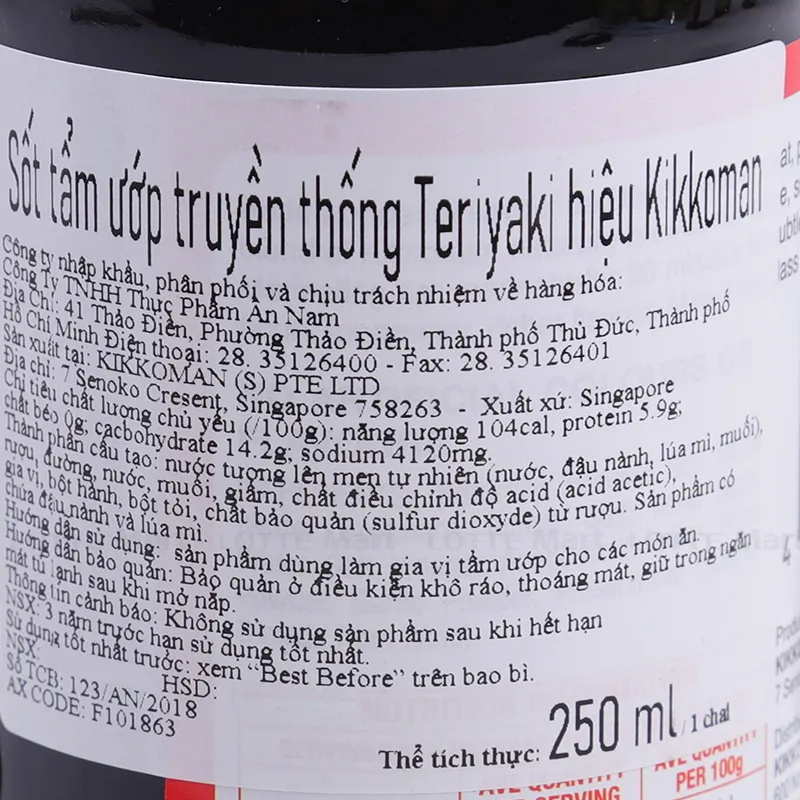 Sốt tẩm ướp truyền thống Teriyaki hiệu Kikkoman
Công ty nhập khẩu, phân phối và chịu trách nhiệm về hàng hóa:
Công Ty TNHH Thực Phẩm An Nam
Địa Chỉ: 41 Thảo Điền, Phường Thảo Điền, Thành phố Thủ Đức, Thành phố
Hồ Chí Minh Điện thoại: 28. 35126400 - Fax: 28. 35126401
Sản xuất tại: KIKKOMAN (S) PTE LTD
Địa chỉ: 7 Senoko Cresent, Singapore 758263 - Xuất xứ: Singapore
Chỉ tiêu chất lượng chủ yếu (/100g): năng lượng 104cal, protein 5.9g;
chất béo 0g; cacbohydrate 14.2g; sodium 4120mg.
Thành phần cấu tạo: nước tượng lên men tự nhiên (nước, đậu nành, lúa mì, muối),
rượu, đường, nước, muối, giấm, chất điều chỉnh độ acid (acid acetic),
gia vị, bột hành, bột tỏi, chất bảo quản (sulfur dioxyde) từ rượu. Sản phẩm có
chứa đậu nành và lúa mì.
Hướng dẫn sử dụng: sản phẩm dùng làm gia vị tẩm ướp cho các món ăn.
Hướng dẫn bảo quản: Bảo quản ở điều kiện khô ráo, thoáng mát, giữ trong ngăn
mát tủ lạnh sau khi mở nắp.
Thông tin cảnh báo: Không sử dụng sản phẩm sau khi hết hạn
NSX: 3 năm trước hạn sử dụng tốt nhất.
Sử dụng tốt nhất trước: xem “Best Before” trên bao bì.
NSX: HSD:
Số TCB: 123/AN/2018
AX CODE: F101863
Thể tích thực: 250 ml / 1 chai
AVE QUANTITY
PER 100g
AVE QUANTITY
SERVING
LOTTE Mart